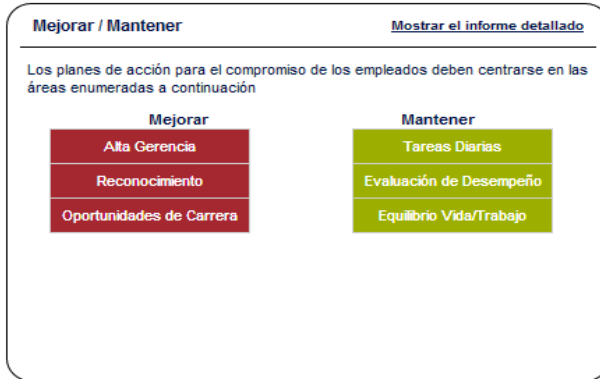 Mejorar / Mantener
Mostrar el informe detallado
Los planes de acción para el compromiso de los empleados deben centrarse en las
áreas enumeradas a continuación
Mejorar
Mantener
Alta Gerencia
Tareas Diarias
Reconocimiento
Evaluación de Desempeño
Oportunidades de Carrera
Equilibrio Vida/Trabajo